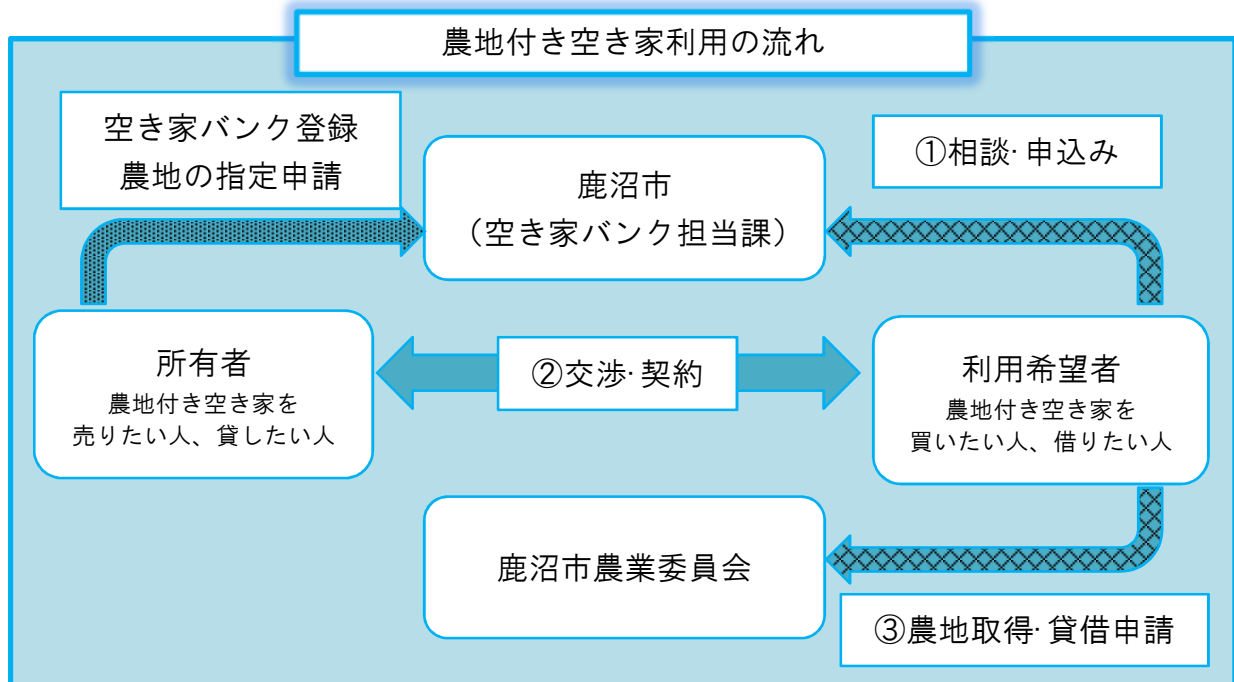 農地付き空き家利用の流れ
空き家バンク登録
農地の指定申請
鹿沼市
（空き家バンク担当課）
①相談･申込み
所有者
農地付き空き家を
売りたい人、貸したい人
②交渉･契約
利用希望者
農地付き空き家を
買いたい人、借りたい人
鹿沼市農業委員会
③農地取得･貸借申請